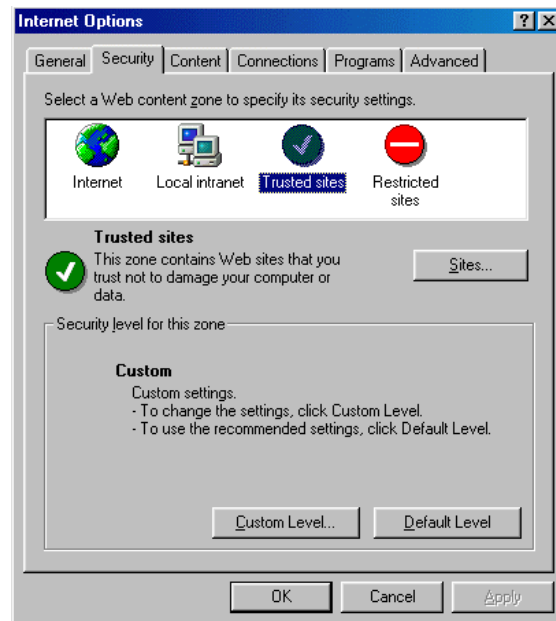 Internet Options
General Security Content Connections Programs Advanced
Select a Web content zone to specify its security settings.
Internet Local intranet Trusted sites Restricted
sites
Trusted sites
This zone contains Web sites that you
trust not to damage your computer or
data.
Sites...
Security level for this zone
Custom
Custom settings.
- To change the settings, click Custom Level.
- To use the recommended settings, click Default Level.
Custom Level... Default Level
OK Cancel Apply